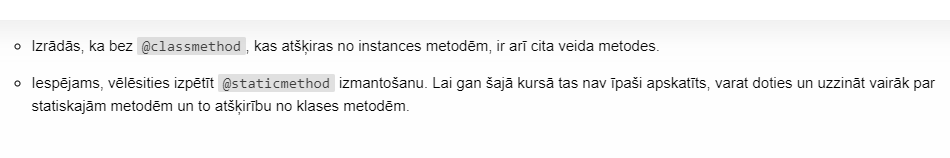 Izrādās, ka bez @classmethod, kas atšķiras no instances metodēm, ir arī cita veida metodes.
Iespējams, vēlēsities izpētīt @staticmethod izmantošanu. Lai gan šajā kursā tas nav īpaši apskatīts, varat doties un uzzināt vairāk par
statiskajām metodēm un to atšķirību no klases metodēm.